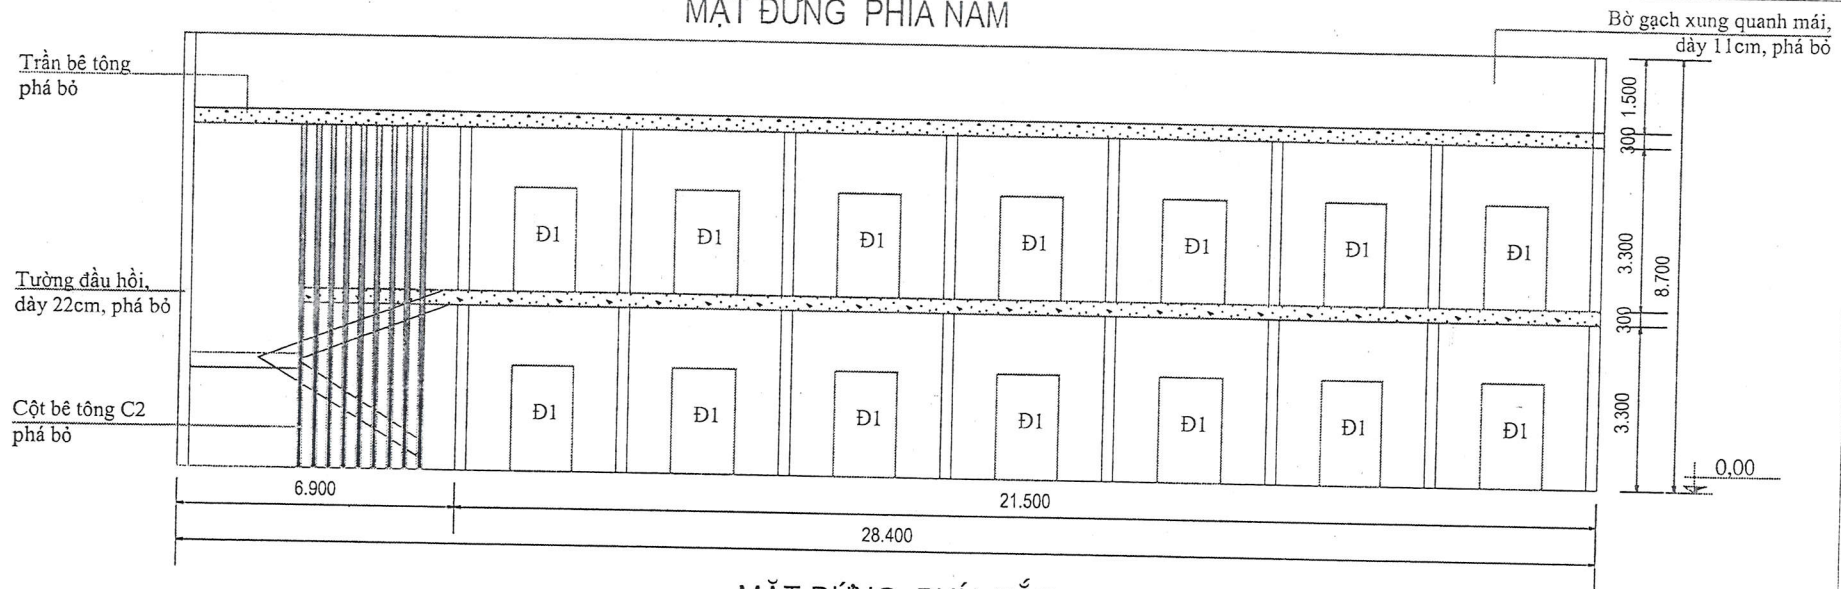 MẶT ĐỨNG PHÍA NAM
Bờ gạch xung quanh mái,
dày 11cm, phá bỏ
Trần bê tông
phá bỏ
1.500
300
Đ1 Đ1 Đ1 Đ1 Đ1 Đ1 Đ1
3.300
8.700
Tường đầu hồi,
dày 22cm, phá bỏ
300
Cột bê tông C2
phá bỏ
Đ1 Đ1 Đ1 Đ1 Đ1 Đ1 Đ1
3.300
0,00
6.900
21.500
28.400